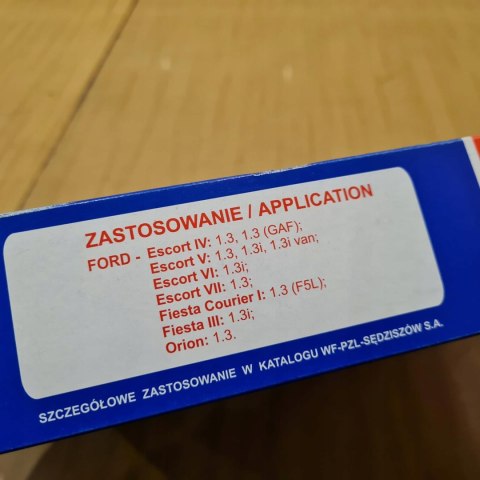 ZASTOSOWANIE / APPLICATION
FORD - Escort IV: 1.3, 1.3 (GAF);
Escort V: 1.3, 1.3i, 1.3i van;
Escort VI: 1.3i;
Escort VII: 1.3;
Fiesta Courier I: 1.3 (F5L);
Fiesta III: 1.3i;
Orion: 1.3.
SZCZEGÓŁOWE ZASTOSOWANIE W KATALOGU WF-PZL-SĘDZISZÓW S.A.